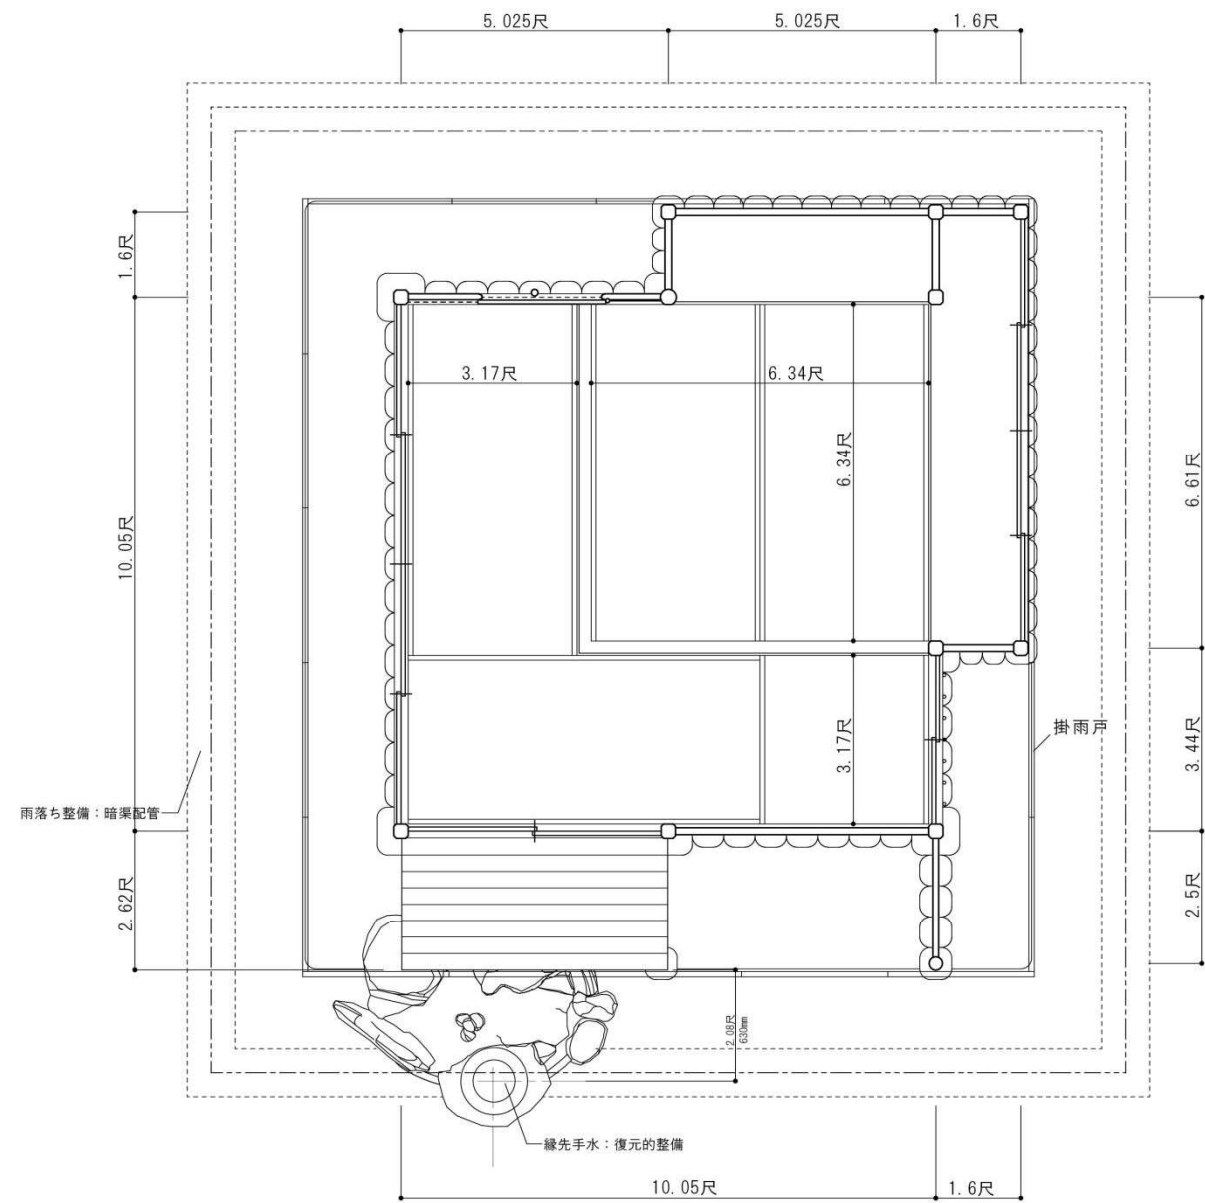 5.025尺
5.025尺
1.6尺
1.6尺
3.17尺
6.34尺
6.34尺
6.61尺
10.05尺
3.17尺
掛雨戸
3.44尺
雨落ち整備：暗渠配管
2.62尺
2.5尺
2.08尺
630mm
縁先手水：復元的整備
10.05尺
1.6尺